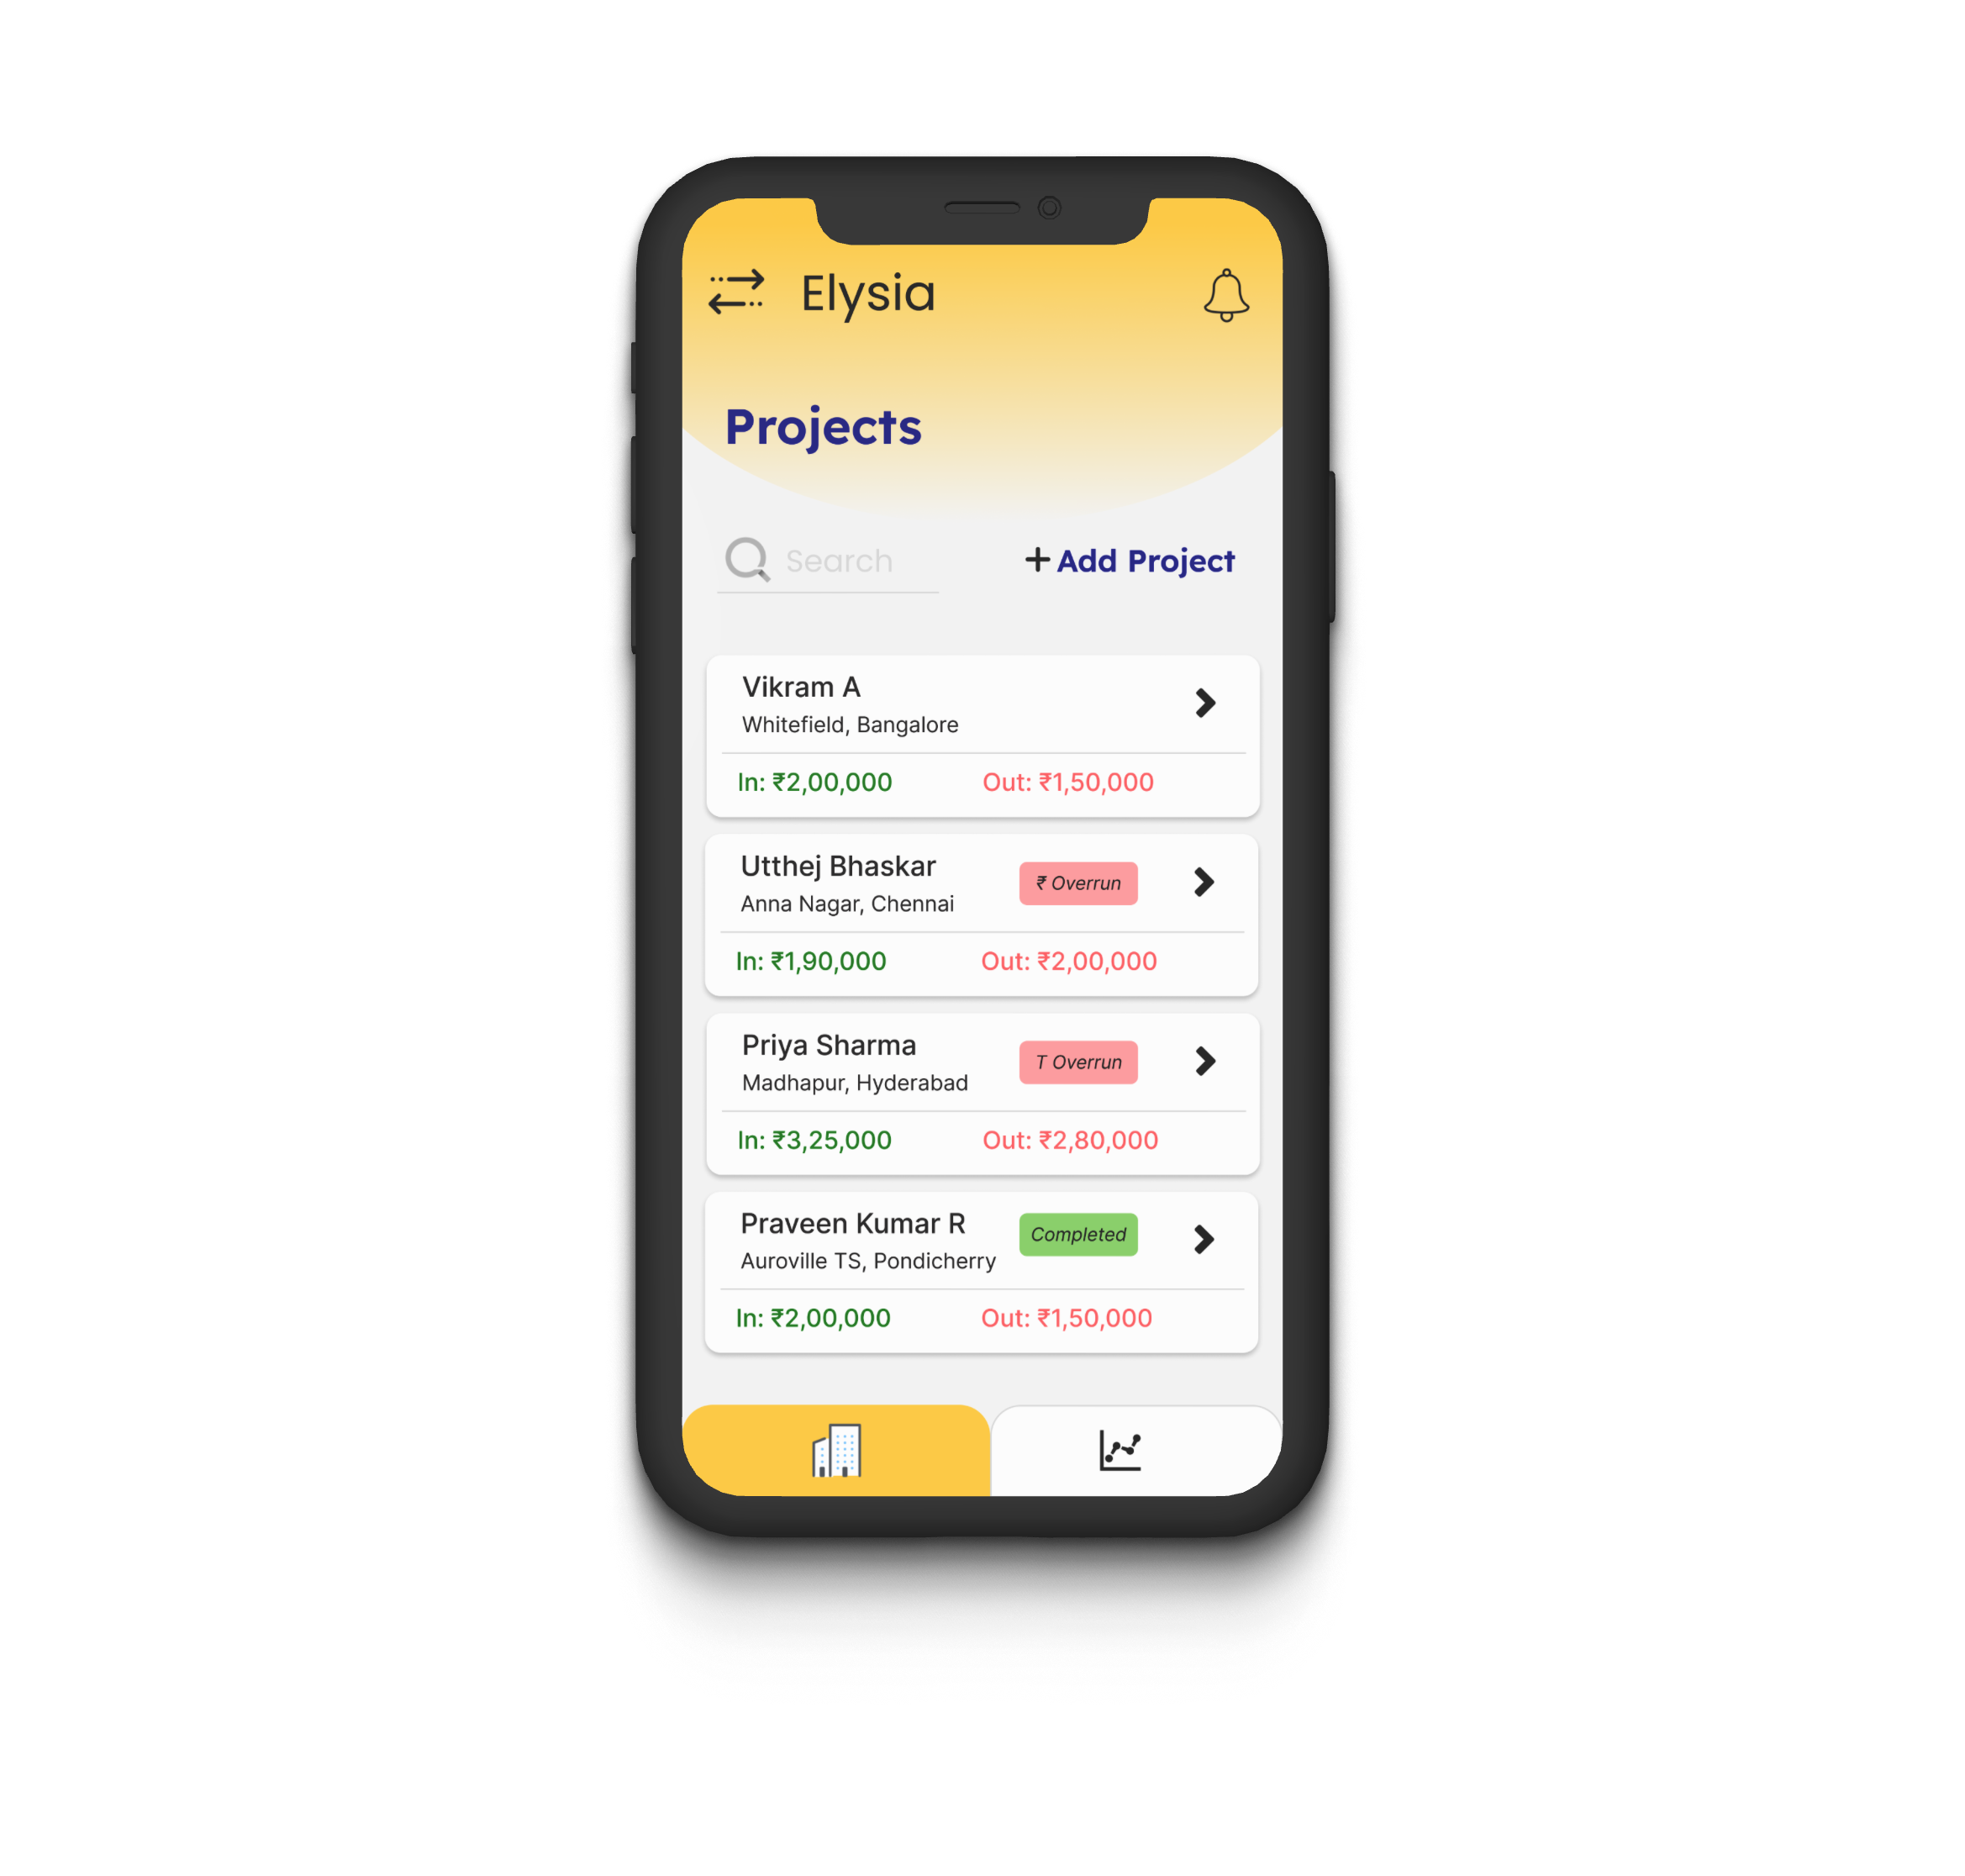 Elysia
Projects
Search
+ Add Project
Vikram A
Whitefield, Bangalore
In: ₹2,00,000 Out: ₹1,50,000
Utthej Bhaskar
₹ Overrun
Anna Nagar, Chennai
In: ₹1,90,000 Out: ₹2,00,000
Priya Sharma
T Overrun
Madhapur, Hyderabad
In: ₹3,25,000 Out: ₹2,80,000
Praveen Kumar R
Completed
Auroville TS, Pondicherry
In: ₹2,00,000 Out: ₹1,50,000